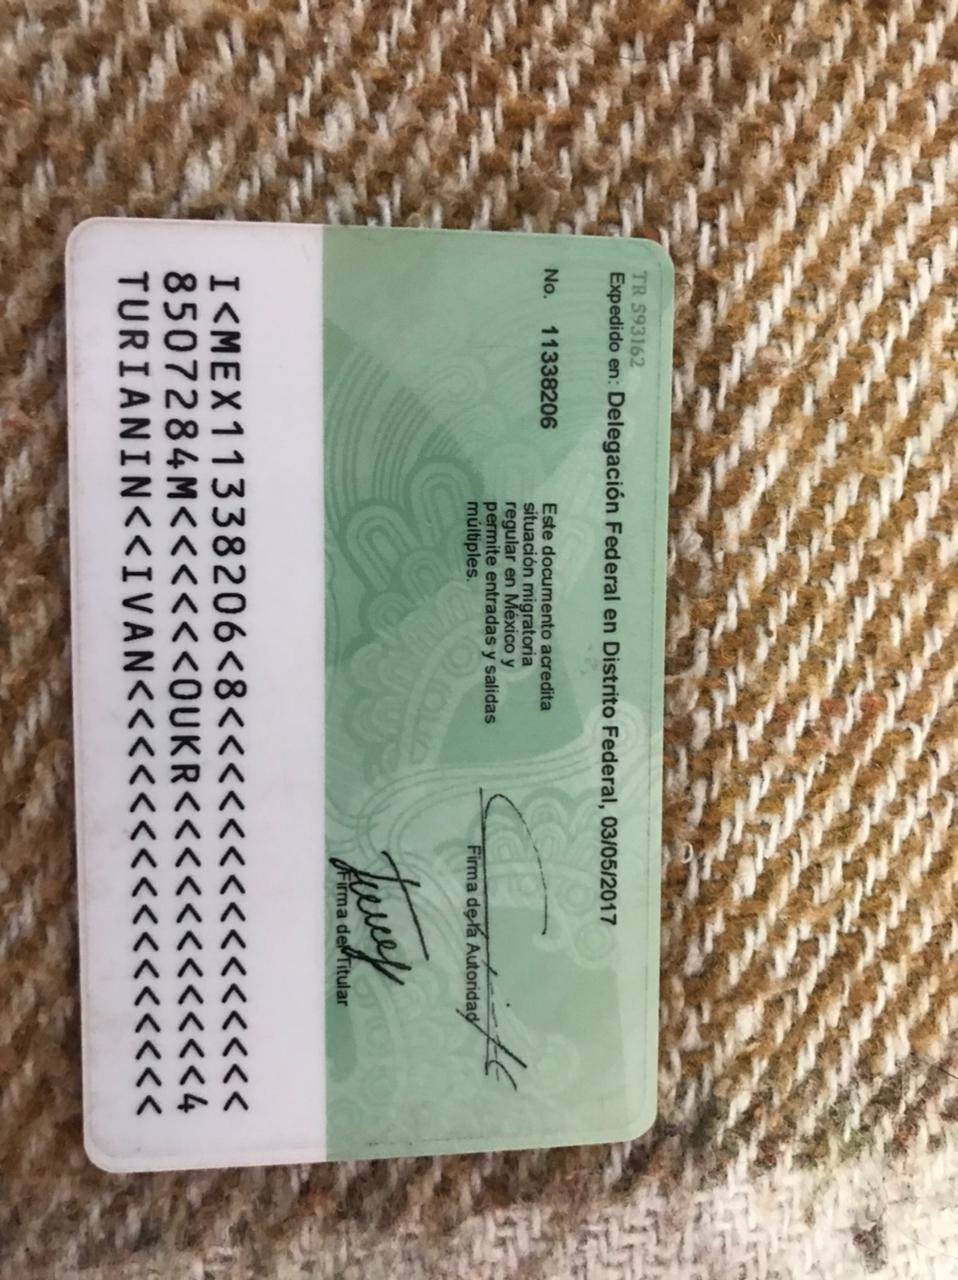 TR 593162
Expedido en: Delegación Federal en Distrito Federal, 03/05/2017
No. 11338206
Este documento acredita
situación migratoria
regular en México y
permite entradas y salidas
múltiples.
Firma de la Autoridad
Firma del Titular
I<MEX11338206<8<<<<<<<<<<<<<<<
8507284M<<<<<<0UKR<<<<<<<<<<<4
TURIANIN<<IVAN<<<<<<<<<<<<<<<<